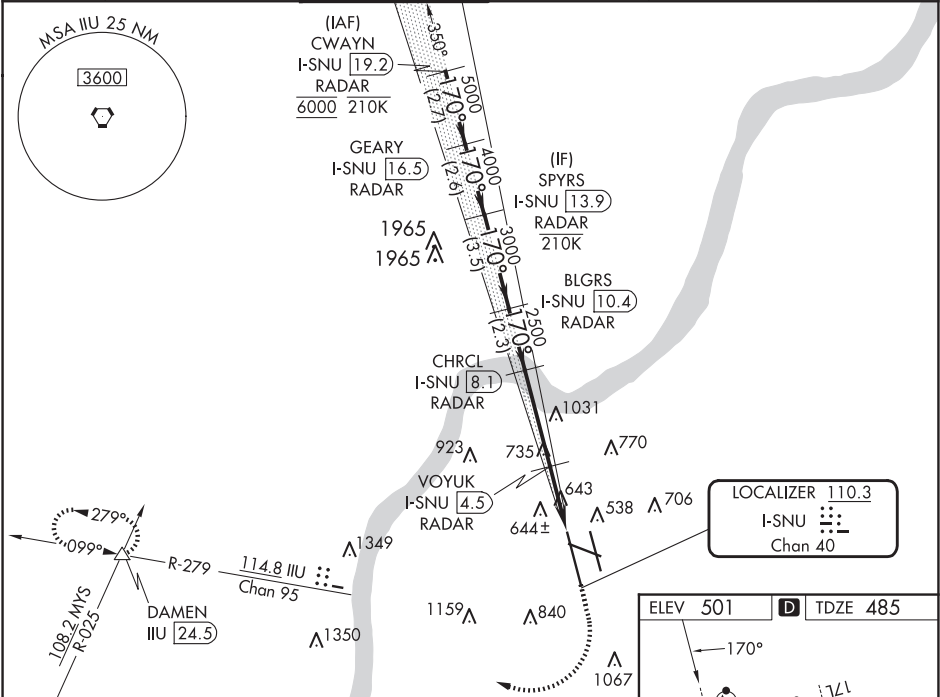 MSA IIU 25 NM
3600
(IAF)
CWAYN
I-SNU 19.2
RADAR
6000 210K
350°
5000
170°
(2.7)
GEARY
I-SNU 16.5
RADAR
4000
170°
(2.6)
(IF)
SPYRS
I-SNU 13.9
RADAR
210K
1965
1965
3000
170°
(3.5)
BLGRS
I-SNU 10.4
RADAR
2500
170°
(2.3)
CHRCL
I-SNU 8.1
RADAR
1031
923
735
770
VOYUK
I-SNU 4.5
RADAR
643
644±
538
706
LOCALIZER 110.3
I-SNU
Chan 40
279°
099°
R-279
114.8 IIU
Chan 95
1349
DAMEN
IIU 24.5
108.2 MYS
R-025
1350
1159
840
1067
ELEV 501
D
TDZE 485
170°
17L